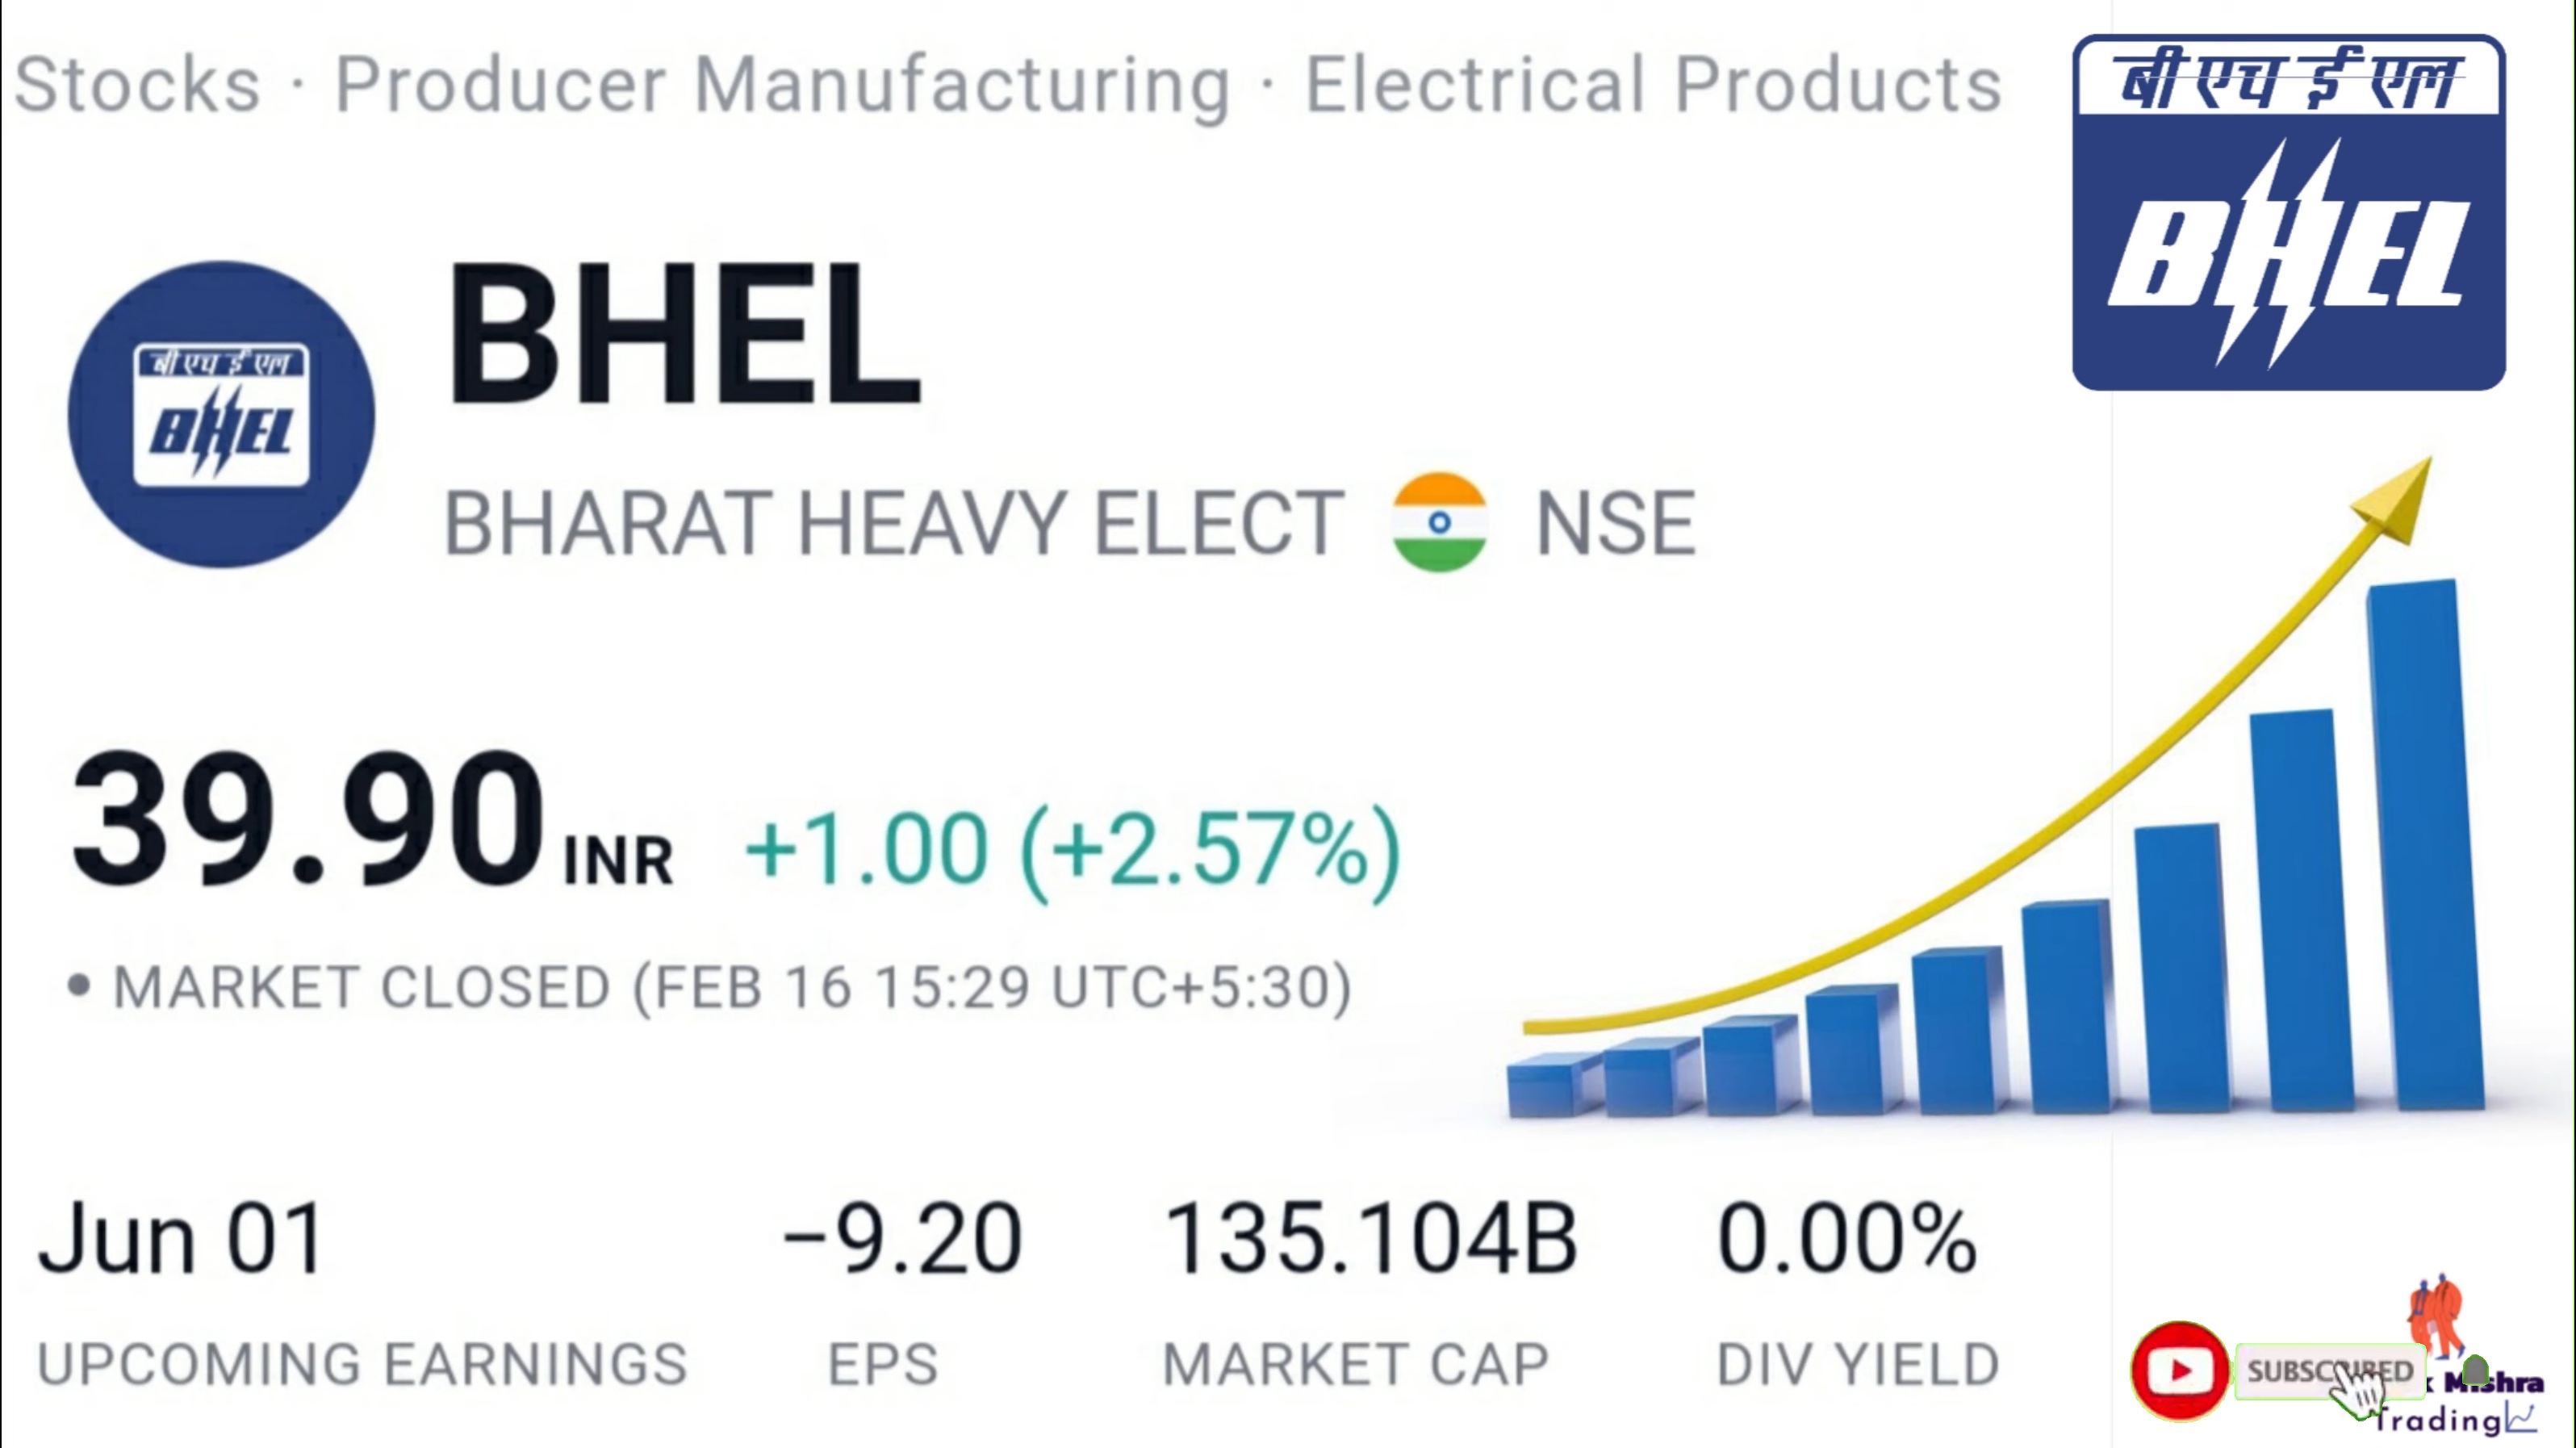 Stocks · Producer Manufacturing · Electrical Products
बी एच ई एल
BHEL
बी एच ई एल
BHEL
BHEL
BHARAT HEAVY ELECT NSE
39.90 INR +1.00 (+2.57%)
• MARKET CLOSED (FEB 16 15:29 UTC+5:30)
Jun 01 −9.20 135.104B 0.00%
UPCOMING EARNINGS EPS MARKET CAP DIV YIELD
SUBSCRIBED
Mishra
Trading